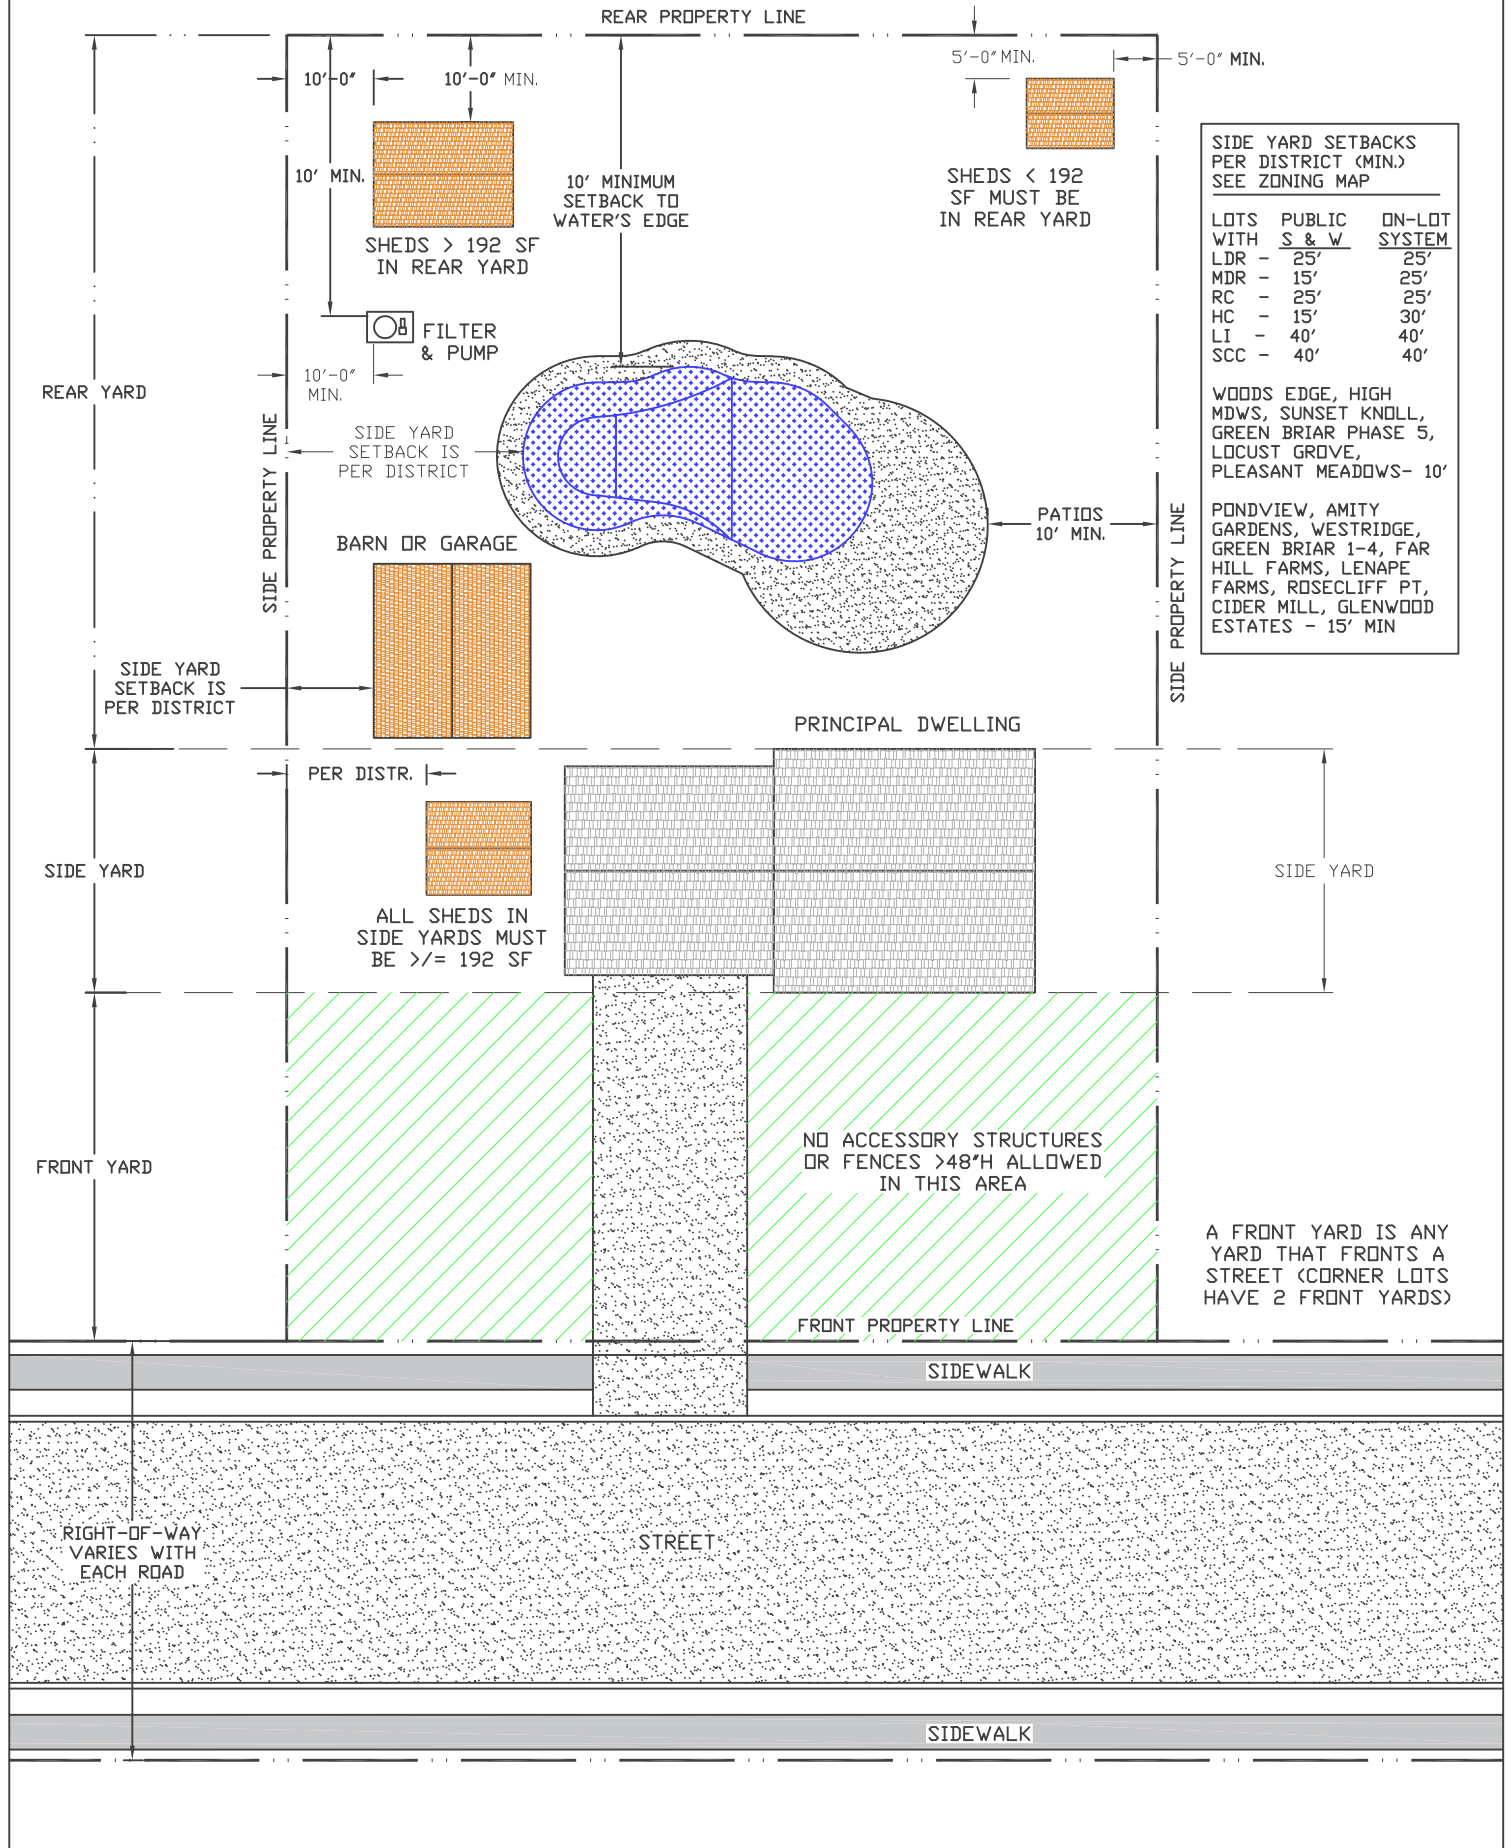 REAR PROPERTY LINE
5'-0" MIN.
5'-0" MIN.
10'-0"
10'-0" MIN.
10' MIN.
10' MINIMUM
SETBACK TO
WATER'S EDGE
SHEDS < 192
SF MUST BE
IN REAR YARD
SHEDS > 192 SF
IN REAR YARD
FILTER
& PUMP
10'-0"
MIN.
REAR YARD
SIDE YARD
SETBACK IS
PER DISTRICT
SIDE PROPERTY LINE
BARN OR GARAGE
PATIOS
10' MIN.
SIDE PROPERTY LINE
SIDE YARD SETBACKS
PER DISTRICT (MIN.)
SEE ZONING MAP
LOTS PUBLIC ON-LOT
WITH S & W SYSTEM
LDR - 25' 25'
MDR - 15' 25'
RC - 25' 25'
HC - 15' 30'
LI - 40' 40'
SCC - 40' 40'
WOODS EDGE, HIGH
MDWS, SUNSET KNOLL,
GREEN BRIAR PHASE 5,
LOCUST GROVE,
PLEASANT MEADOWS- 10'
PONDVIEW, AMITY
GARDENS, WESTRIDGE,
GREEN BRIAR 1-4, FAR
HILL FARMS, LENAPE
FARMS, ROSECLIFF PT,
CIDER MILL, GLENWOOD
ESTATES - 15' MIN
SIDE YARD
SETBACK IS
PER DISTRICT
PRINCIPAL DWELLING
PER DISTR.
SIDE YARD
SIDE YARD
ALL SHEDS IN
SIDE YARDS MUST
BE >/= 192 SF
FRONT YARD
NO ACCESSORY STRUCTURES
OR FENCES >48"H ALLOWED
IN THIS AREA
A FRONT YARD IS ANY
YARD THAT FRONTS A
STREET (CORNER LOTS
HAVE 2 FRONT YARDS)
FRONT PROPERTY LINE
SIDEWALK
RIGHT-OF-WAY
VARIES WITH
EACH ROAD
STREET
SIDEWALK